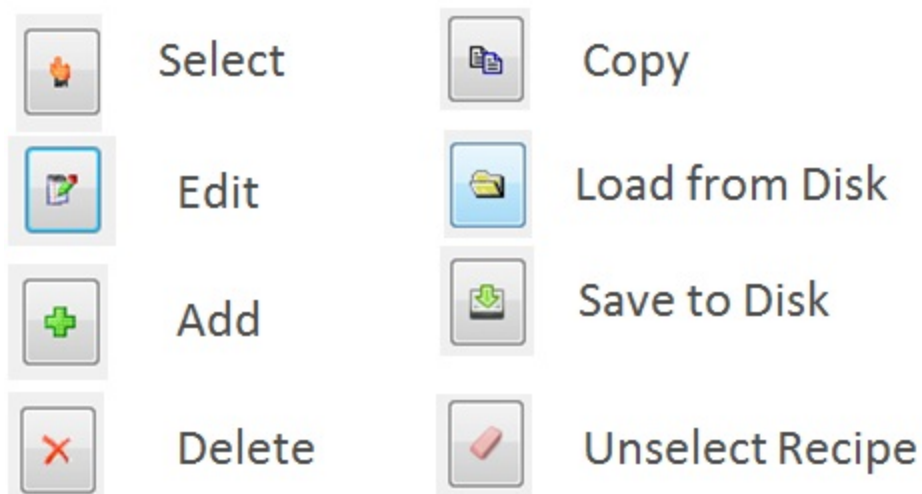 Select
Edit
Add
Delete
Copy
Load from Disk
Save to Disk
Unselect Recipe